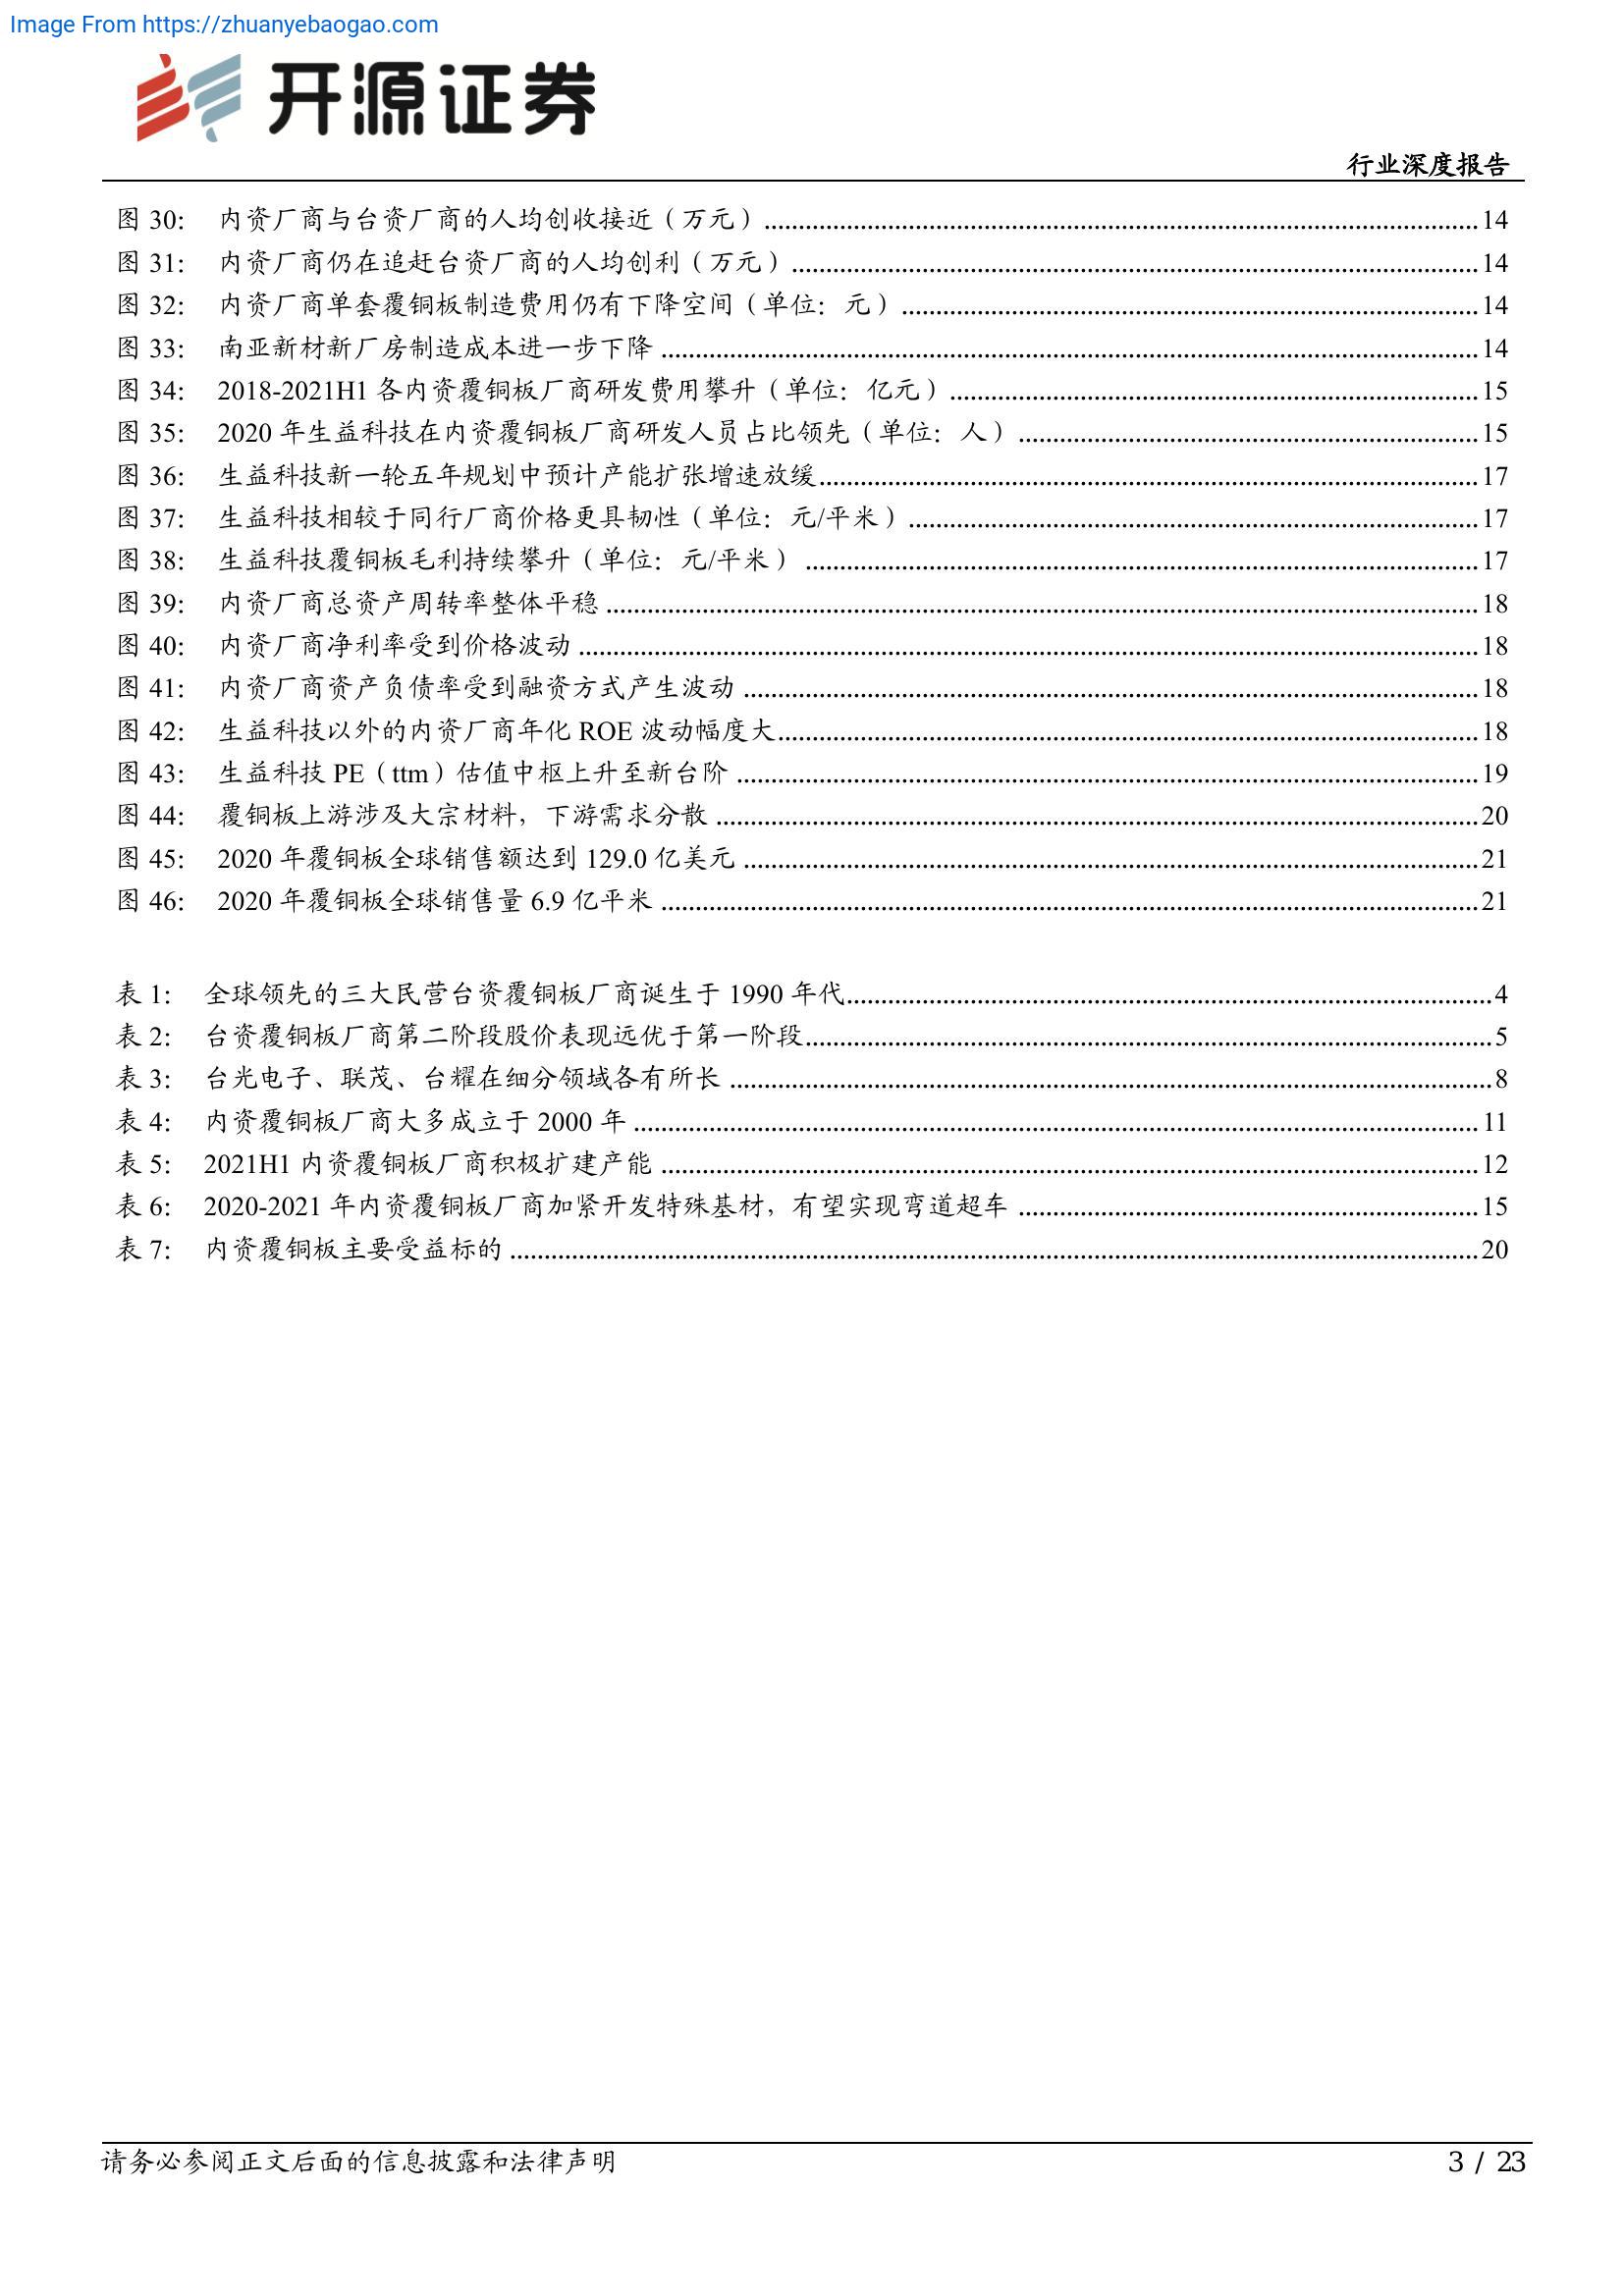 Image From https://zhuanyebaogao.com
开源证券
行业深度报告
图 30： 内资厂商与台资厂商的人均创收接近（万元）14
图 31： 内资厂商仍在追赶台资厂商的人均创利（万元）14
图 32： 内资厂商单套覆铜板制造费用仍有下降空间（单位：元）14
图 33： 南亚新材新厂房制造成本进一步下降14
图 34： 2018-2021H1 各内资覆铜板厂商研发费用攀升（单位：亿元）15
图 35： 2020 年生益科技在内资覆铜板厂商研发人员占比领先（单位：人）15
图 36： 生益科技新一轮五年规划中预计产能扩张增速放缓17
图 37： 生益科技相较于同行厂商价格更具韧性（单位：元/平米）17
图 38： 生益科技覆铜板毛利持续攀升（单位：元/平米）17
图 39： 内资厂商总资产周转率整体平稳18
图 40： 内资厂商净利率受到价格波动18
图 41： 内资厂商资产负债率受到融资方式产生波动18
图 42： 生益科技以外的内资厂商年化 ROE 波动幅度大18
图 43： 生益科技 PE（ttm）估值中枢上升至新台阶19
图 44： 覆铜板上游涉及大宗材料，下游需求分散20
图 45： 2020 年覆铜板全球销售额达到 129.0 亿美元21
图 46： 2020 年覆铜板全球销售量 6.9 亿平米21
表 1： 全球领先的三大民营台资覆铜板厂商诞生于 1990 年代4
表 2： 台资覆铜板厂商第二阶段股价表现远优于第一阶段5
表 3： 台光电子、联茂、台耀在细分领域各有所长8
表 4： 内资覆铜板厂商大多成立于 2000 年11
表 5： 2021H1 内资覆铜板厂商积极扩建产能12
表 6： 2020-2021 年内资覆铜板厂商加紧开发特殊基材，有望实现弯道超车15
表 7： 内资覆铜板主要受益标的20
请务必参阅正文后面的信息披露和法律声明
3 / 23